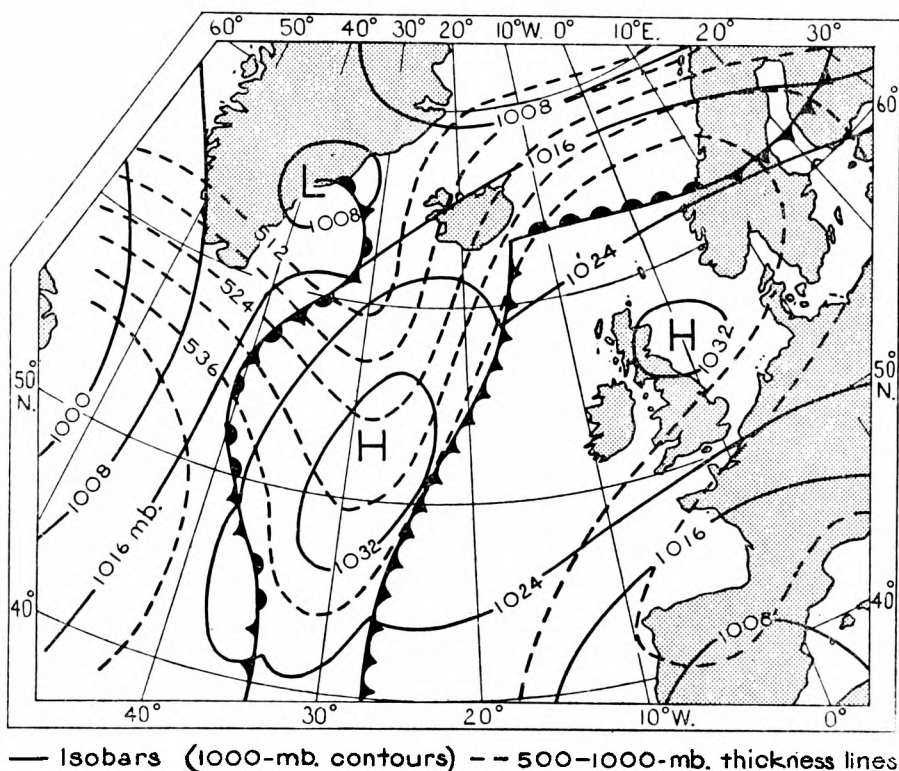 60° 50° 40° 30° 20° 10°W. 0° 10°E. 20° 30°
60°
1008
1016
L
1008
512
1024
524
H
1032
536
50°
N.
50°
1000
H
1008
1016 mb.
1032
1016
1024
40°
40°
1008
40° 30° 20° 10°W. 0°
— Isobars (1000-mb. contours) – – 500–1000-mb. thickness lines